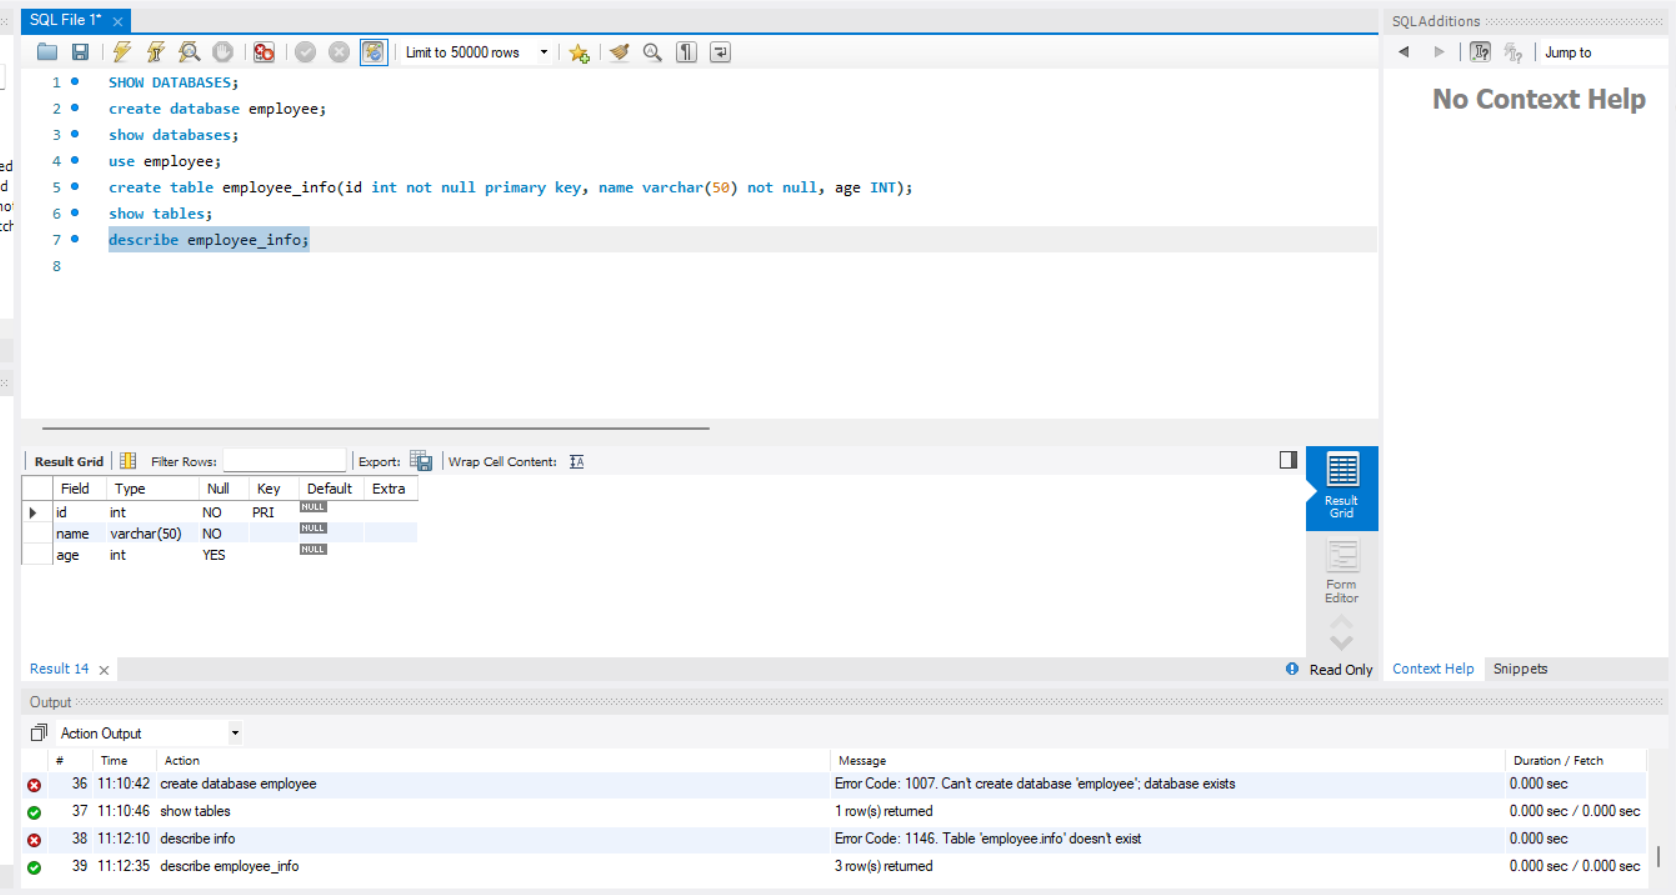 SQL File 1*
SQLAdditions
Limit to 50000 rows
Jump to
1 SHOW DATABASES;
2 create database employee;
3 show databases;
4 use employee;
5 create table employee_info(id int not null primary key, name varchar(50) not null, age INT);
6 show tables;
7 describe employee_info;
8
No Context Help
ed
d
tch
Result Grid Filter Rows: Export: Wrap Cell Content:
Field Type Null Key Default Extra
id int NO PRI NULL
name varchar(50) NO NULL
age int YES NULL
Result
Grid
Form
Editor
Result 14
Read Only
Context Help Snippets
Output
Action Output
# Time Action Message Duration / Fetch
36 11:10:42 create database employee Error Code: 1007. Can't create database 'employee'; database exists 0.000 sec
37 11:10:46 show tables 1 row(s) returned 0.000 sec / 0.000 sec
38 11:12:10 describe info Error Code: 1146. Table 'employee.info' doesn't exist 0.000 sec
39 11:12:35 describe employee_info 3 row(s) returned 0.000 sec / 0.000 sec